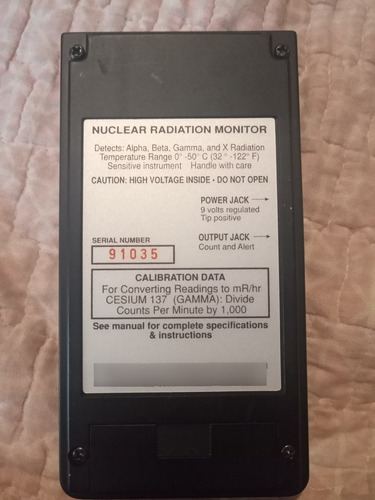 NUCLEAR RADIATION MONITOR
Detects: Alpha, Beta, Gamma, and X Radiation
Temperature Range 0° -50° C (32 ° -122° F)
Sensitive instrument Handle with care
CAUTION: HIGH VOLTAGE INSIDE - DO NOT OPEN
POWER JACK →
9 volts regulated
Tip positive
OUTPUT JACK →
Count and Alert
SERIAL NUMBER
91035
CALIBRATION DATA
For Converting Readings to mR/hr
CESIUM 137 (GAMMA): Divide
Counts Per Minute by 1,000
See manual for complete specifications
& instructions